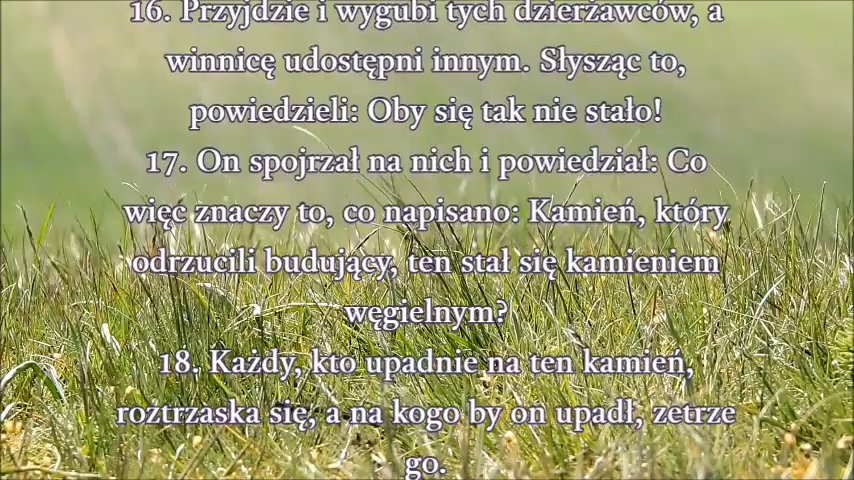 16. Przyjdzie i wygubi tych dzierżawców, a
winnicę udostępni innym. Słysząc to,
powiedzieli: Oby się tak nie stało!
17. On spojrzał na nich i powiedział: Co
więc znaczy to, co napisano: Kamień, który
odrzucili budujący, ten stał się kamieniem
węgielnym?
18. Każdy, kto upadnie na ten kamień,
roztrzaska się, a na kogo by on upadł, zetrze
go.